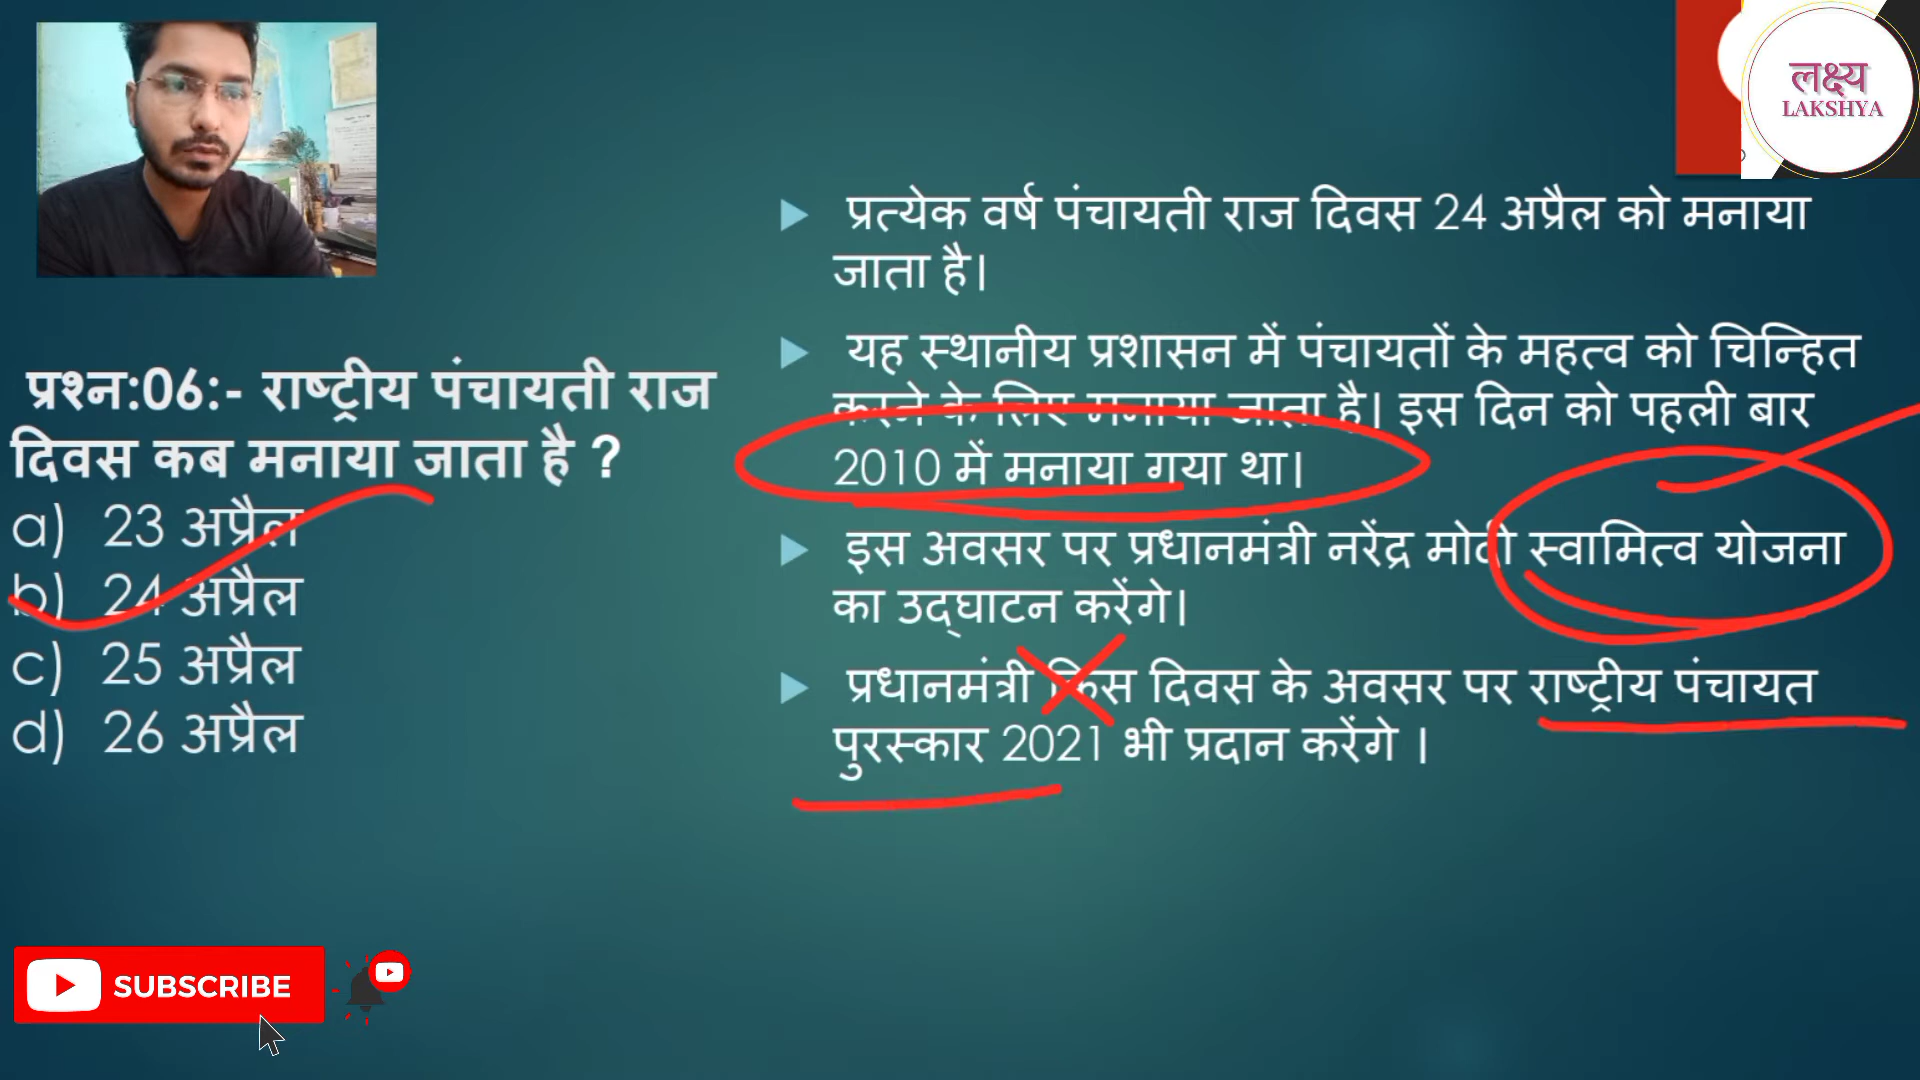 लक्ष्य
LAKSHYA
प्रश्न:06:- राष्ट्रीय पंचायती राज
दिवस कब मनाया जाता है ?
a) 23 अप्रैल
b) 24 अप्रैल
c) 25 अप्रैल
d) 26 अप्रैल
प्रत्येक वर्ष पंचायती राज दिवस 24 अप्रैल को मनाया
जाता है।
यह स्थानीय प्रशासन में पंचायतों के महत्व को चिन्हित
करने के लिए मनाया जाता है। इस दिन को पहली बार
2010 में मनाया गया था।
इस अवसर पर प्रधानमंत्री नरेंद्र मोदी स्वामित्व योजना
का उद्घाटन करेंगे।
प्रधानमंत्री किस दिवस के अवसर पर राष्ट्रीय पंचायत
पुरस्कार 2021 भी प्रदान करेंगे ।
SUBSCRIBE